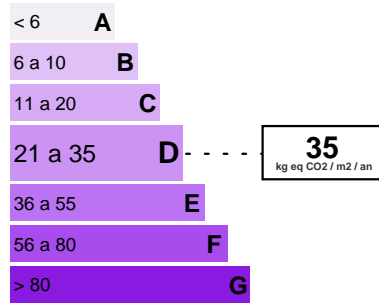 < 6 A
6 a 10 B
11 a 20 C
21 a 35 D
35
kg eq CO2 / m2 / an
36 a 55 E
56 a 80 F
> 80 G